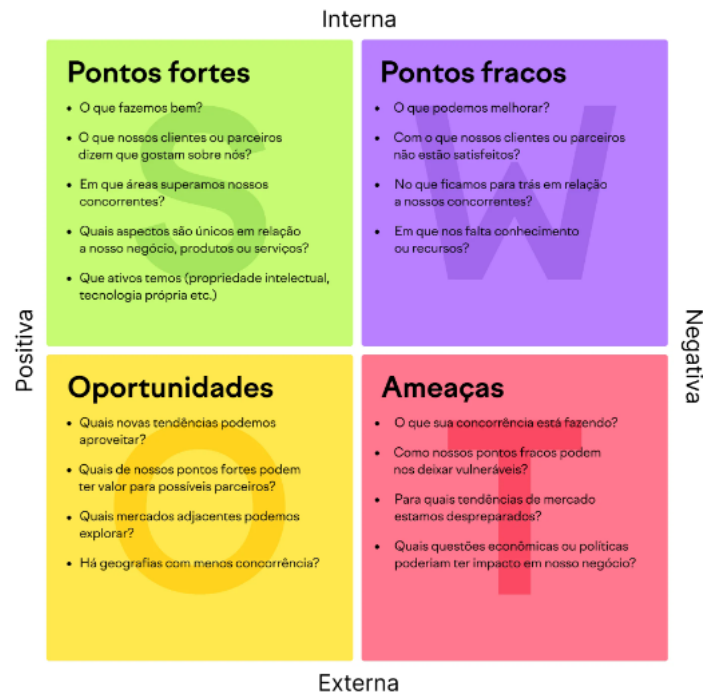 Interna
Pontos fortes
• O que fazemos bem?
• O que nossos clientes ou parceiros
dizem que gostam sobre nós?
• Em que áreas superamos nossos
concorrentes?
• Quais aspectos são únicos em relação
a nosso negócio, produtos ou serviços?
• Que ativos temos (propriedade intelectual,
tecnologia própria etc.)
S
Pontos fracos
• O que podemos melhorar?
• Com o que nossos clientes ou parceiros
não estão satisfeitos?
• No que ficamos para trás em relação
a nossos concorrentes?
• Em que nos falta conhecimento
ou recursos?
W
Positiva
Negativa
Oportunidades
• Quais novas tendências podemos
aproveitar?
• Quais de nossos pontos fortes podem
ter valor para possíveis parceiros?
• Quais mercados adjacentes podemos
explorar?
• Há geografias com menos concorrência?
O
Ameaças
• O que sua concorrência está fazendo?
• Como nossos pontos fracos podem
nos deixar vulneráveis?
• Para quais tendências de mercado
estamos despreparados?
• Quais questões econômicas ou políticas
poderiam ter impacto em nosso negócio?
T
Externa